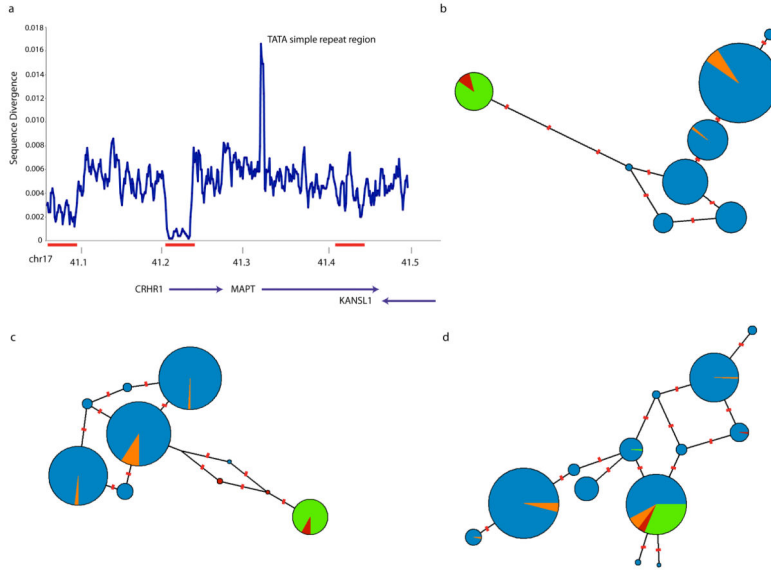 a
b
0.018
TATA simple repeat region
0.016
0.014
0.012
0.010
0.008
0.006
0.004
0.002
0
Sequence Divergence
chr17
41.1
41.2
41.3
41.4
41.5
CRHR1
MAPT
KANSL1
c
d